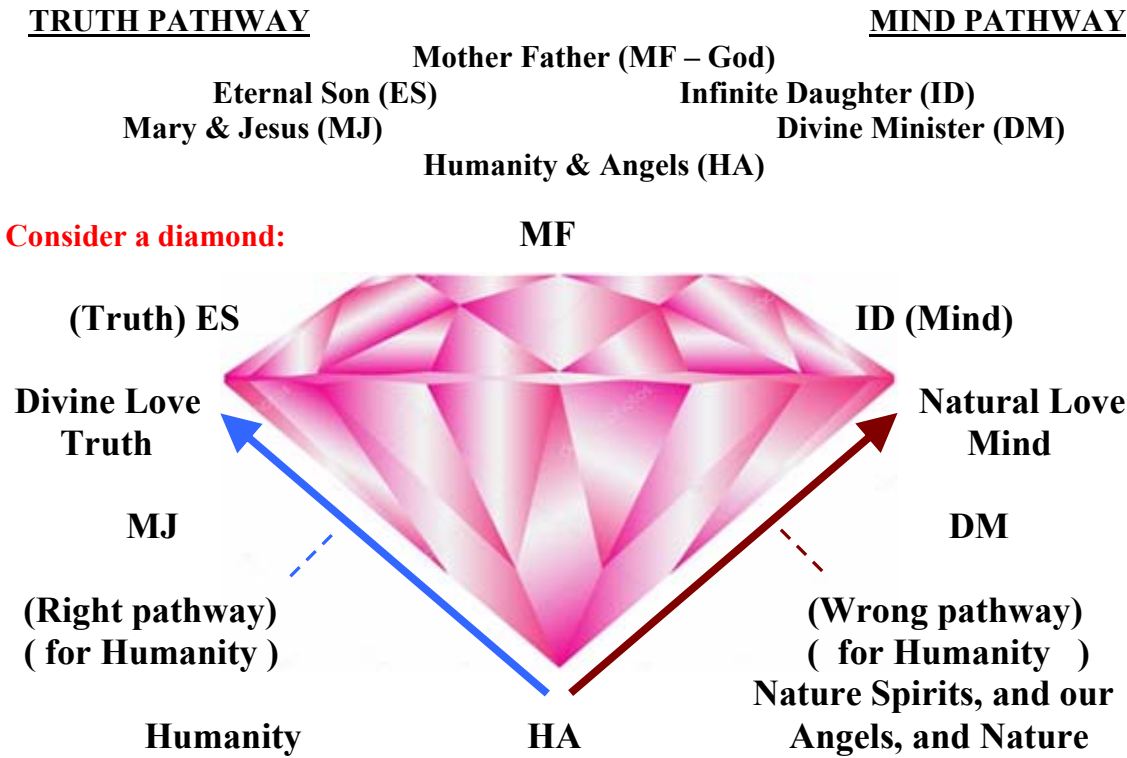 TRUTH PATHWAY MIND PATHWAY
Mother Father (MF – God)
Eternal Son (ES) Infinite Daughter (ID)
Mary & Jesus (MJ) Divine Minister (DM)
Humanity & Angels (HA)
Consider a diamond: MF
(Truth) ES ID (Mind)
Divine Love Natural Love
Truth Mind
MJ DM
(Right pathway) (Wrong pathway)
( for Humanity ) ( for Humanity )
Nature Spirits, and our
Humanity HA Angels, and Nature